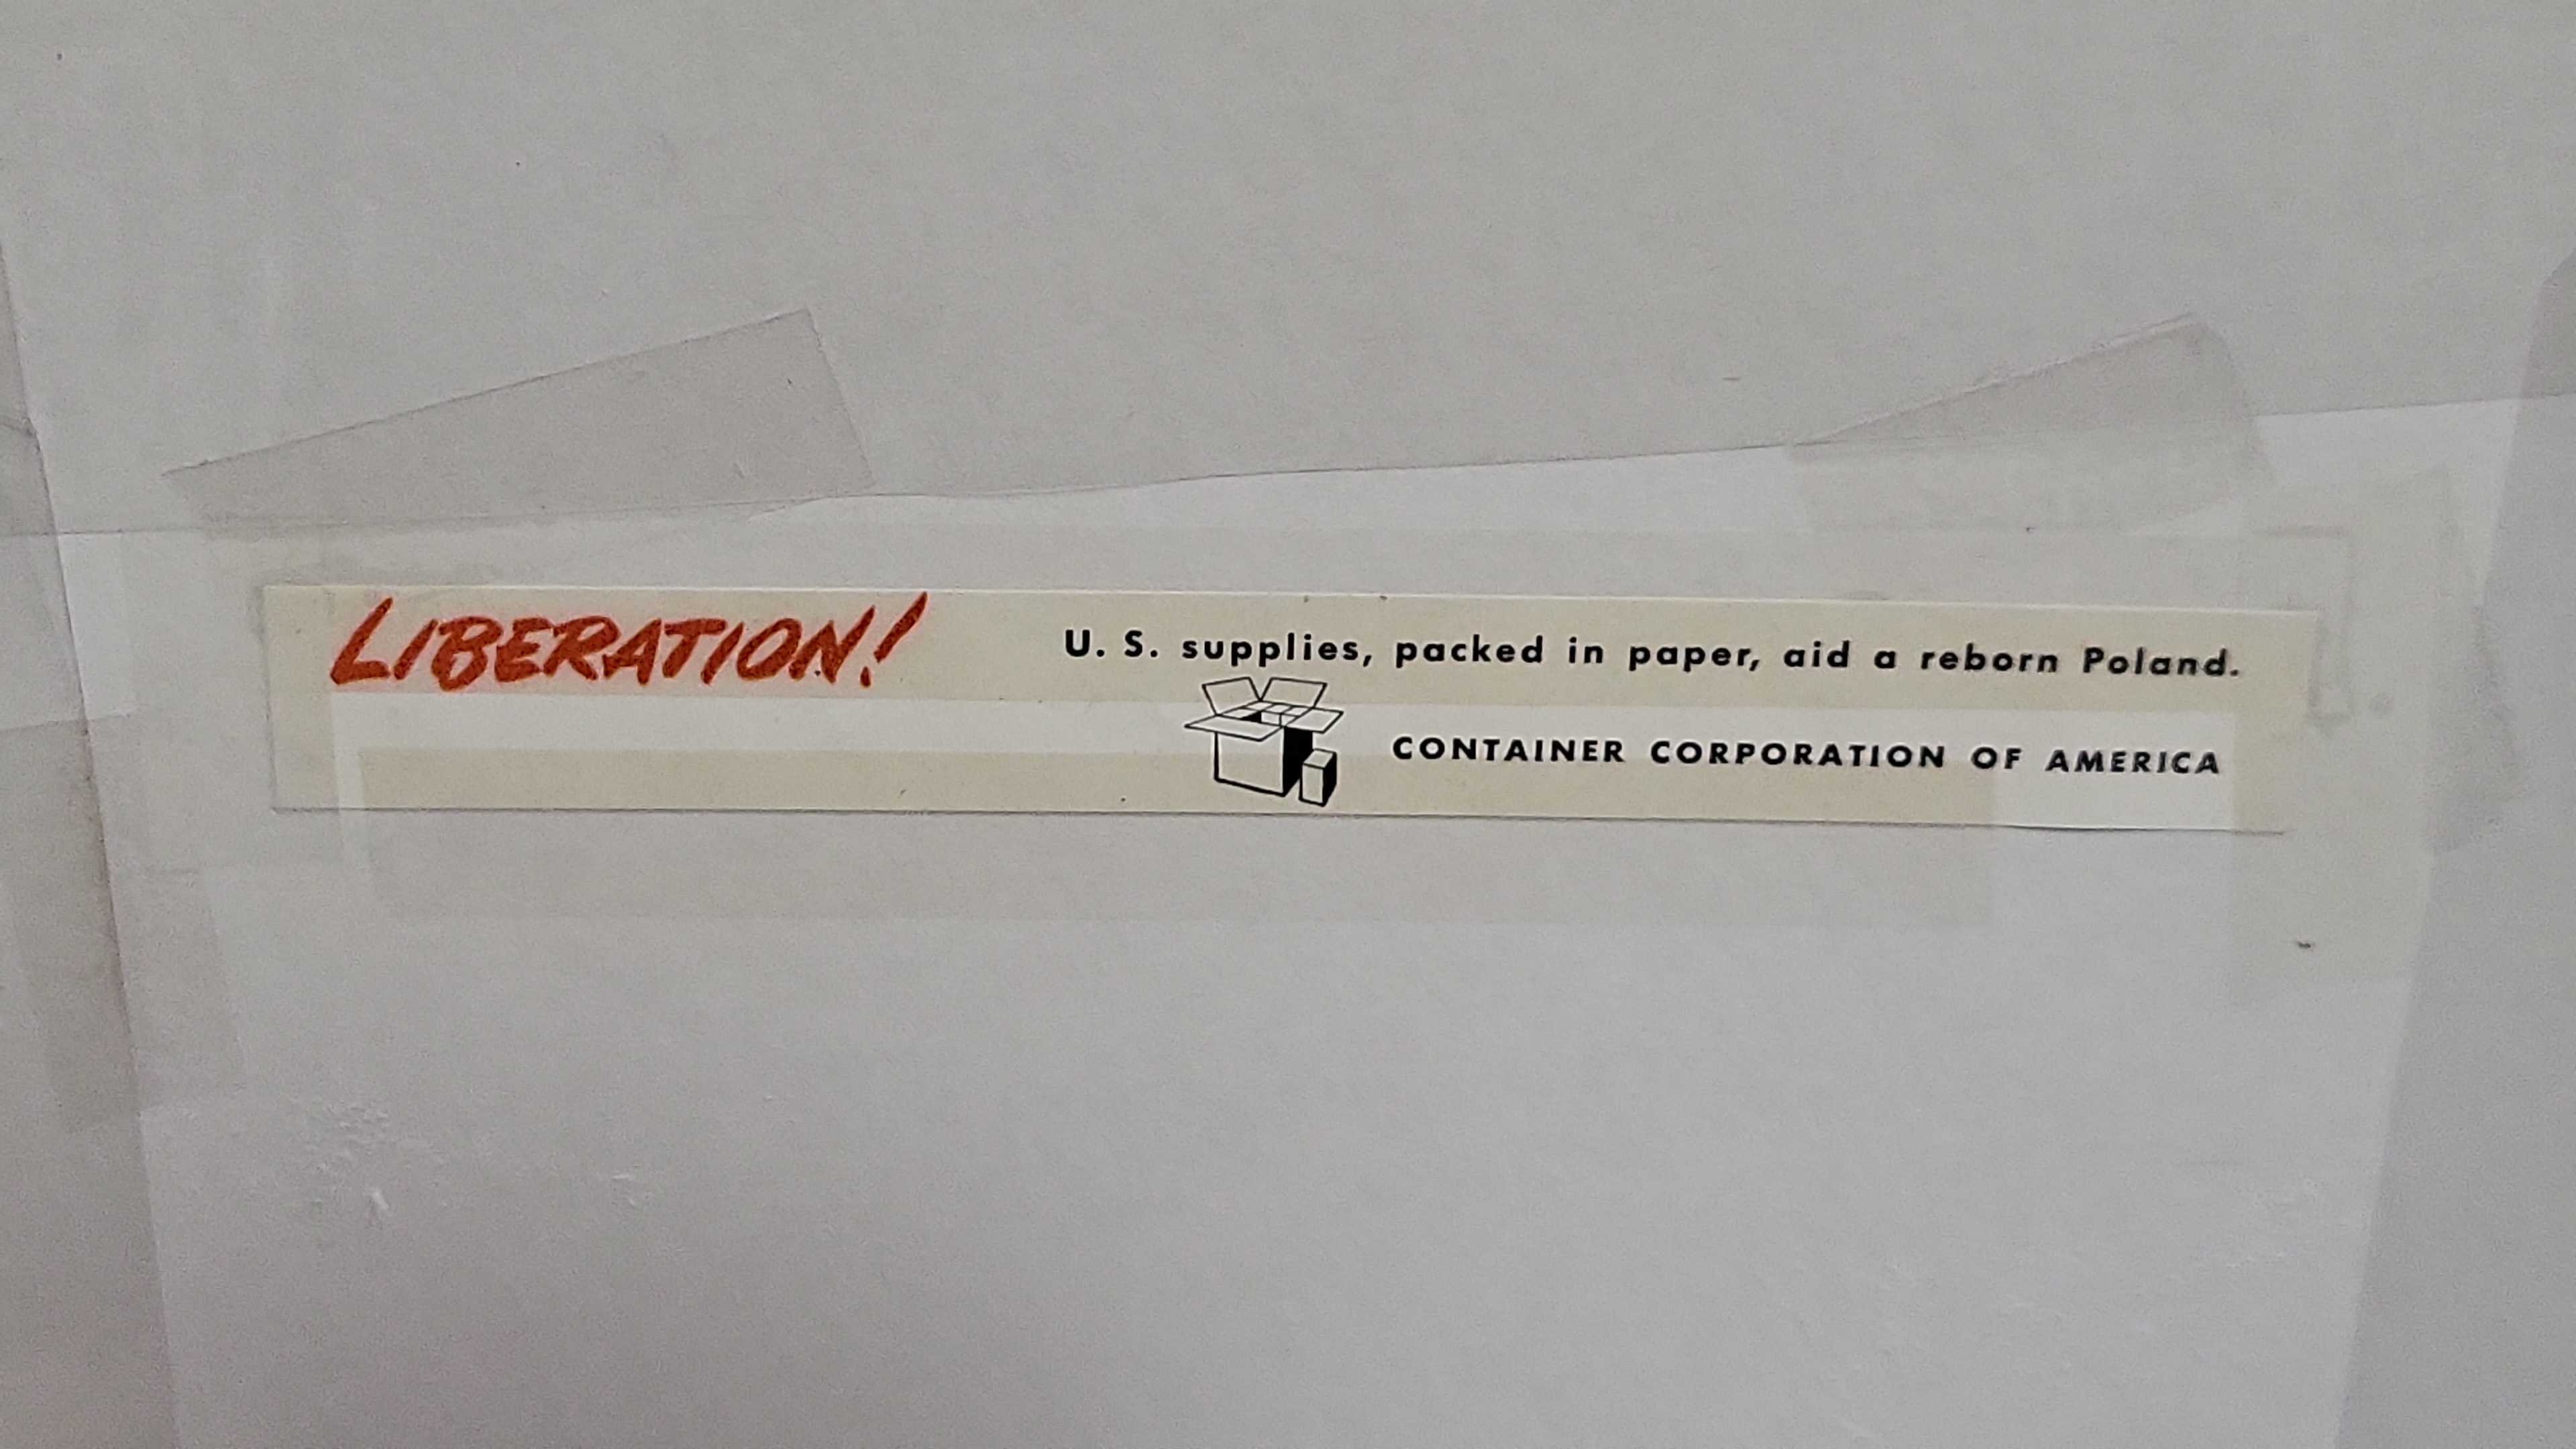 LIBERATION! U. S. supplies, packed in paper, aid a reborn Poland.
CONTAINER CORPORATION OF AMERICA